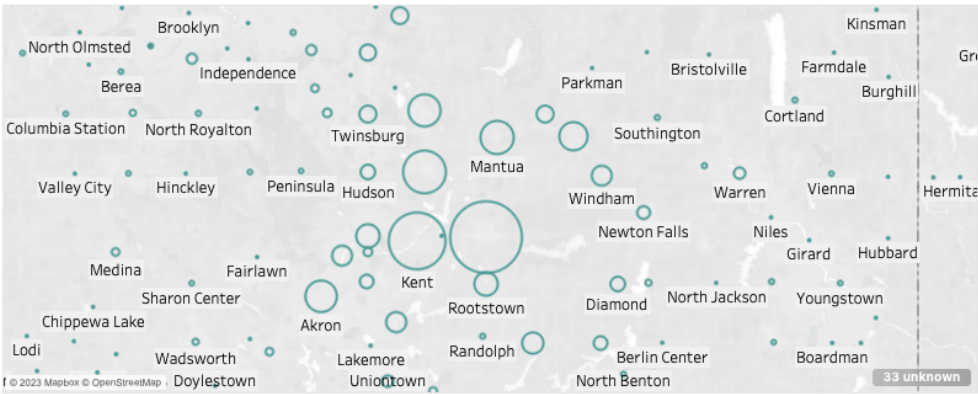 Brooklyn
Kinsman
North Olmsted
Gr
Independence
Parkman
Bristolville
Farmdale
Berea
Burghill
Cortland
Columbia Station
North Royalton
Twinsburg
Southington
Mantua
Valley City
Hinckley
Peninsula
Hudson
Windham
Warren
Vienna
Hermita
Newton Falls
Niles
Girard
Hubbard
Medina
Fairlawn
Kent
Sharon Center
Rootstown
Diamond
North Jackson
Youngstown
Chippewa Lake
Akron
Lodi
Wadsworth
Lakemore
Randolph
Berlin Center
Boardman
© 2023 Mapbox © OpenStreetMap
Doylestown
Uniontown
North Benton
33 unknown